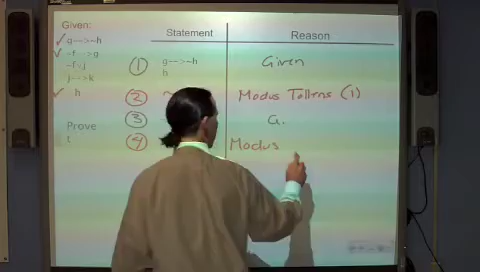 Given:
g--->~h
~f--->g
~f v j
j--->k
h
Prove
t
Statement
Reason
1
g--->~h
h
Given
2
~
Modus Tollens (1)
3
G.
4
Modus